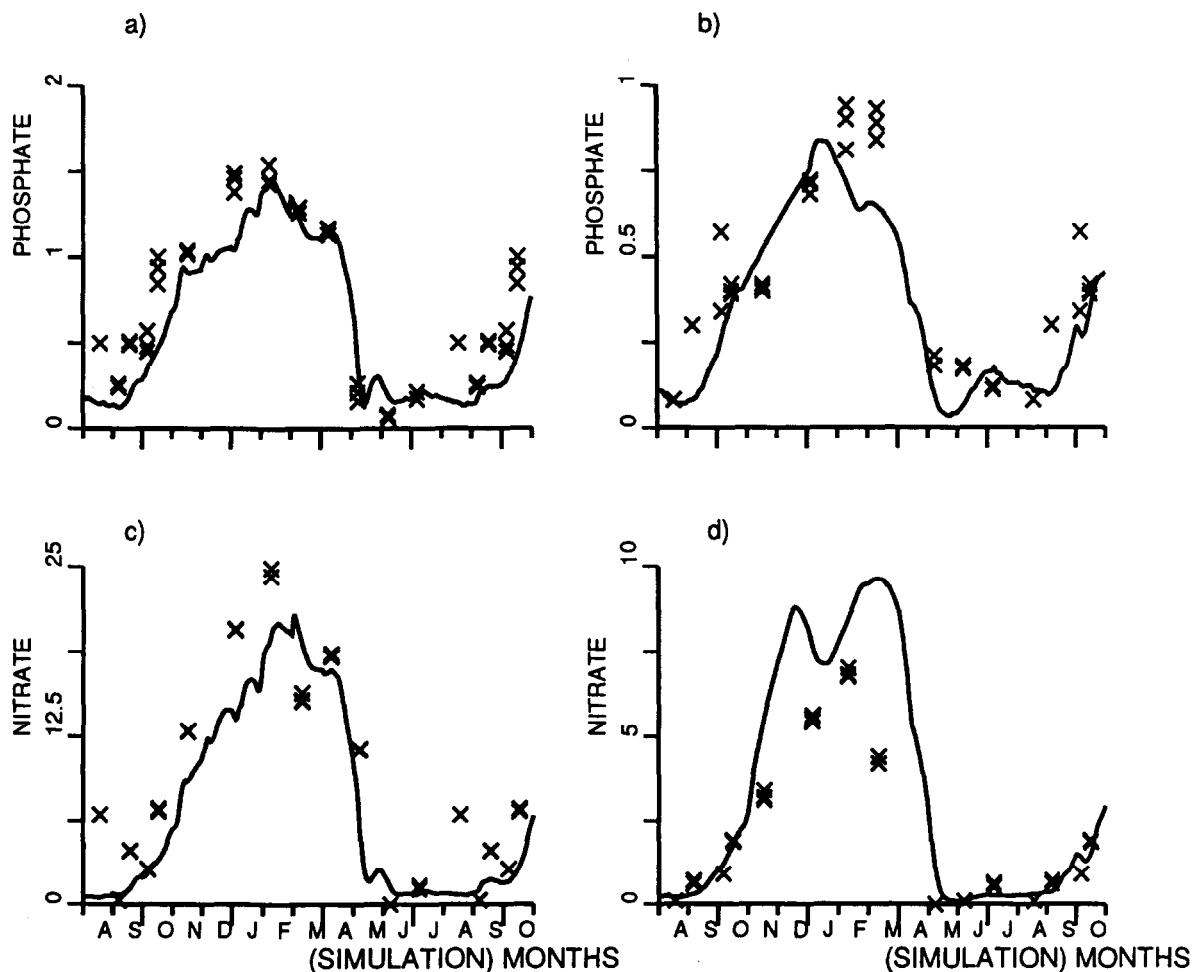 a)
b)
PHOSPHATE
2
1
0
PHOSPHATE
1
0.5
0
c)
d)
NITRATE
25
12.5
0
NITRATE
10
5
0
A S O N D J F M A M J J A S O
(SIMULATION) MONTHS
A S O N D J F M A M J J A S O
(SIMULATION) MONTHS